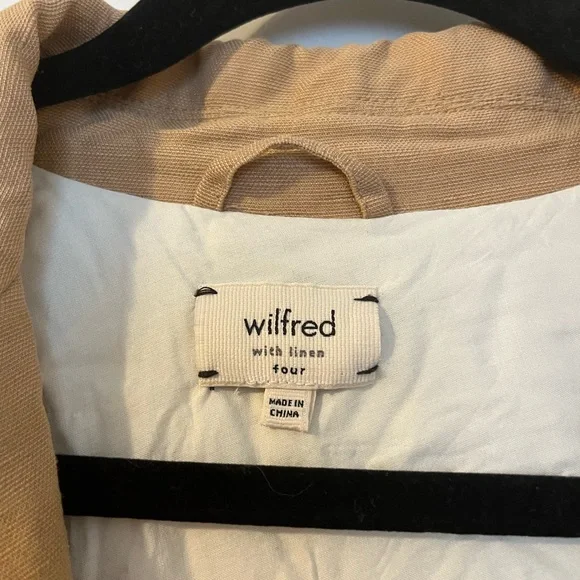 wilfred
with linen
four
MADE IN
CHINA